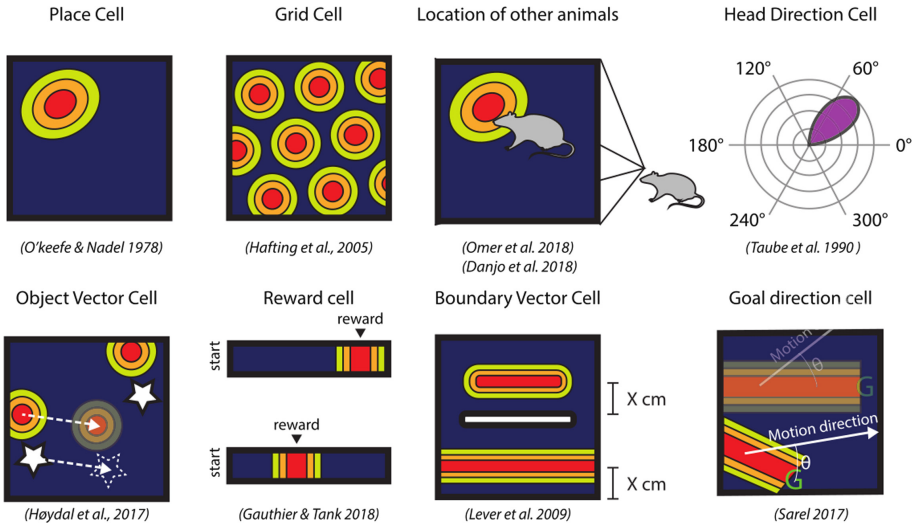 Place Cell
Grid Cell
Location of other animals
Head Direction Cell
120°
60°
180°
0°
240°
300°
(O'keefe & Nadel 1978)
(Hafting et al., 2005)
(Omer et al. 2018)
(Danjo et al. 2018)
(Taube et al. 1990 )
Object Vector Cell
Reward cell
Boundary Vector Cell
Goal direction cell
reward
start
reward
start
X cm
X cm
Motion
θ
G
Motion direction
θ
G
(Høydal et al., 2017)
(Gauthier & Tank 2018)
(Lever et al. 2009)
(Sarel 2017)